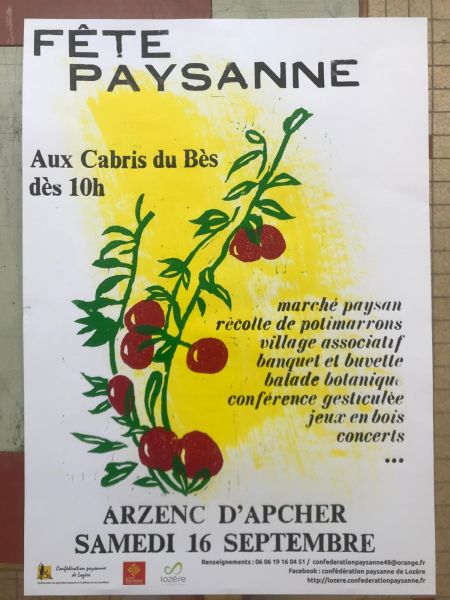 FÊTE
PAYSANNE
Aux Cabris du Bès
dès 10h
marché paysan
récolte de potimarrons
village associatif
banquet et buvette
balade botanique
conférence gesticulée
jeux en bois
concerts
...
ARZENC D'APCHER
SAMEDI 16 SEPTEMBRE
Renseignements : 06 06 19 16 04 51 / confederationpaysanne48@orange.fr
Facebook : confédération paysanne de Lozère
http://lozere.confederationpaysanne.fr
Confédération paysanne
de Lozère
lozère